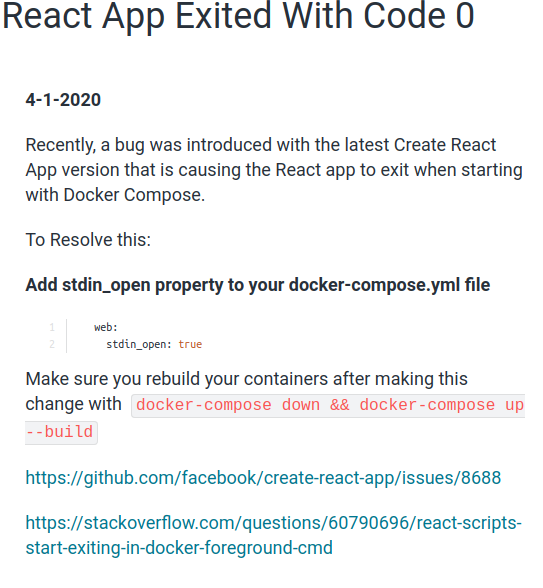 React App Exited With Code 0
4-1-2020
Recently, a bug was introduced with the latest Create React
App version that is causing the React app to exit when starting
with Docker Compose.
To Resolve this:
Add stdin_open property to your docker-compose.yml file
1 web:
2 stdin_open: true
Make sure you rebuild your containers after making this
change with docker-compose down && docker-compose up
--build
https://github.com/facebook/create-react-app/issues/8688
https://stackoverflow.com/questions/60790696/react-scripts-
start-exiting-in-docker-foreground-cmd